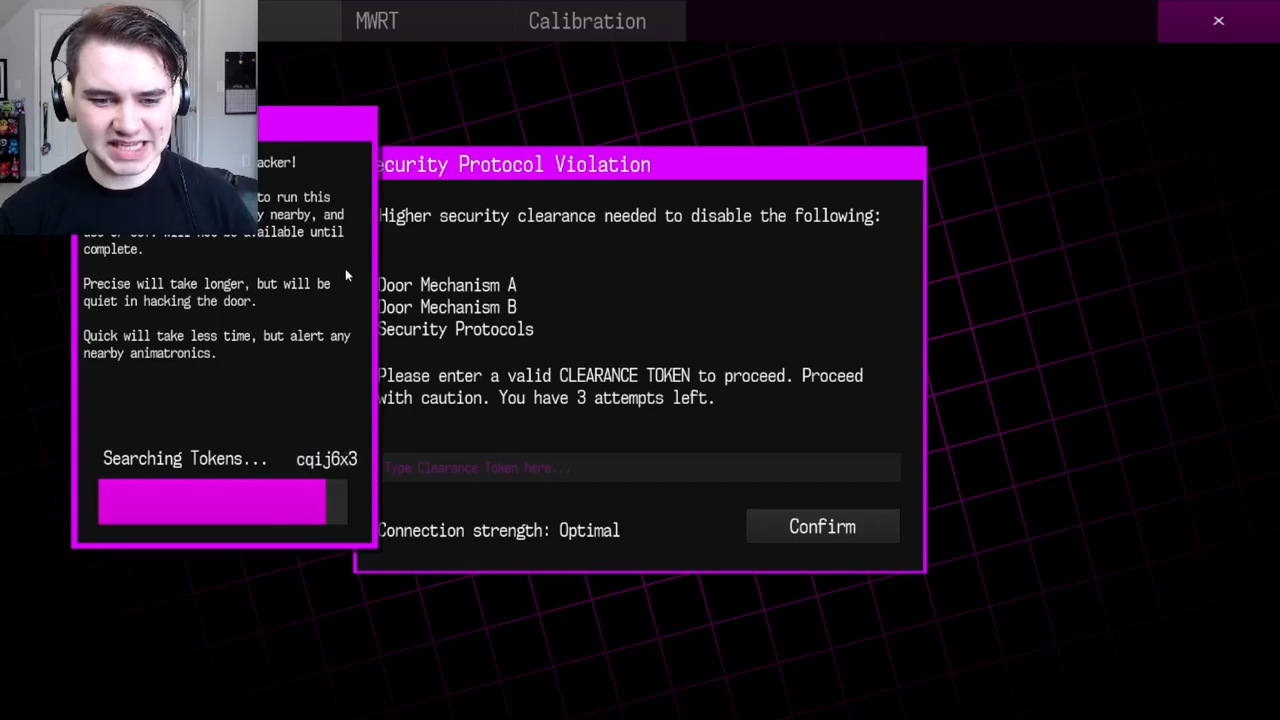 MWRT
Calibration
×
acker!
to run this
y nearby, and
available until
complete.
Precise will take longer, but will be
quiet in hacking the door.
Quick will take less time, but alert any
nearby animatronics.
Searching Tokens... cqij6x3
ecurity Protocol Violation
Higher security clearance needed to disable the following:
Door Mechanism A
Door Mechanism B
Security Protocols
Please enter a valid CLEARANCE TOKEN to proceed. Proceed
with caution. You have 3 attempts left.
Type Clearance Token here...
Connection strength: Optimal
Confirm